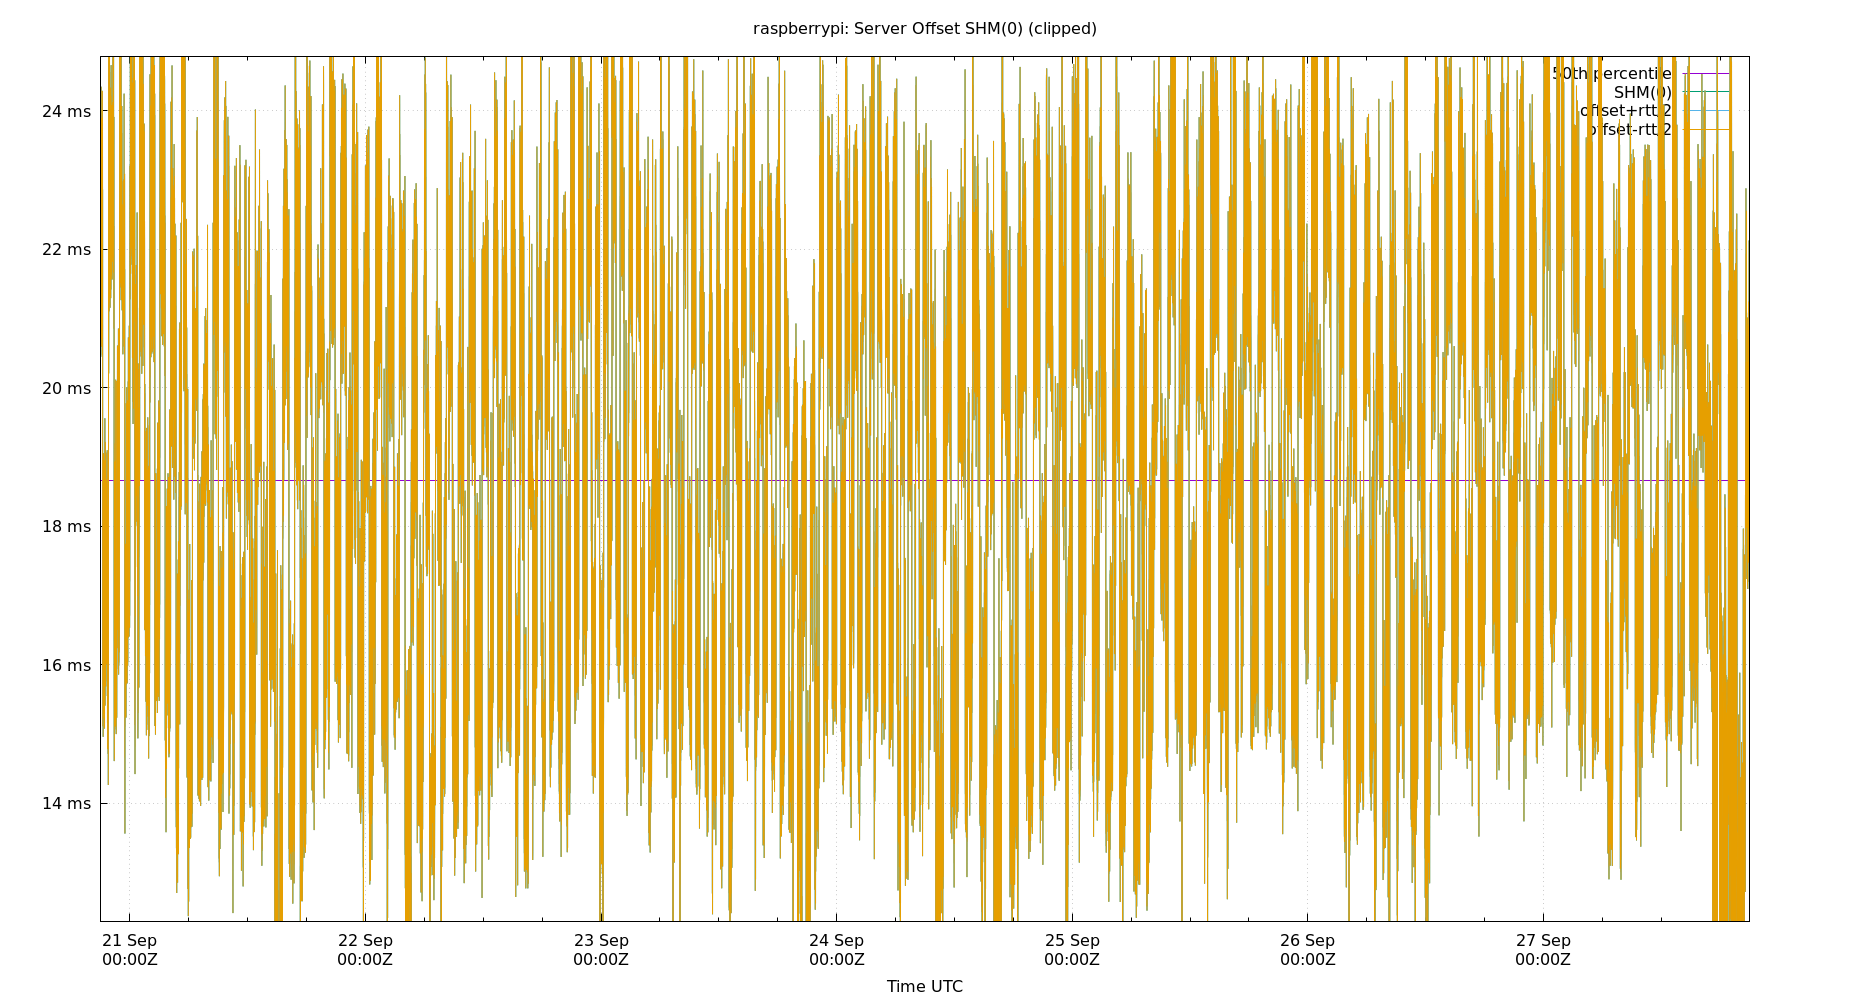 raspberrypi: Server Offset SHM(0) (clipped)
50th percentile
SHM(0)
offset+rtt/2
offset-rtt/2
24 ms
22 ms
20 ms
18 ms
16 ms
14 ms
21 Sep
00:00Z
22 Sep
00:00Z
23 Sep
00:00Z
24 Sep
00:00Z
25 Sep
00:00Z
26 Sep
00:00Z
27 Sep
00:00Z
Time UTC